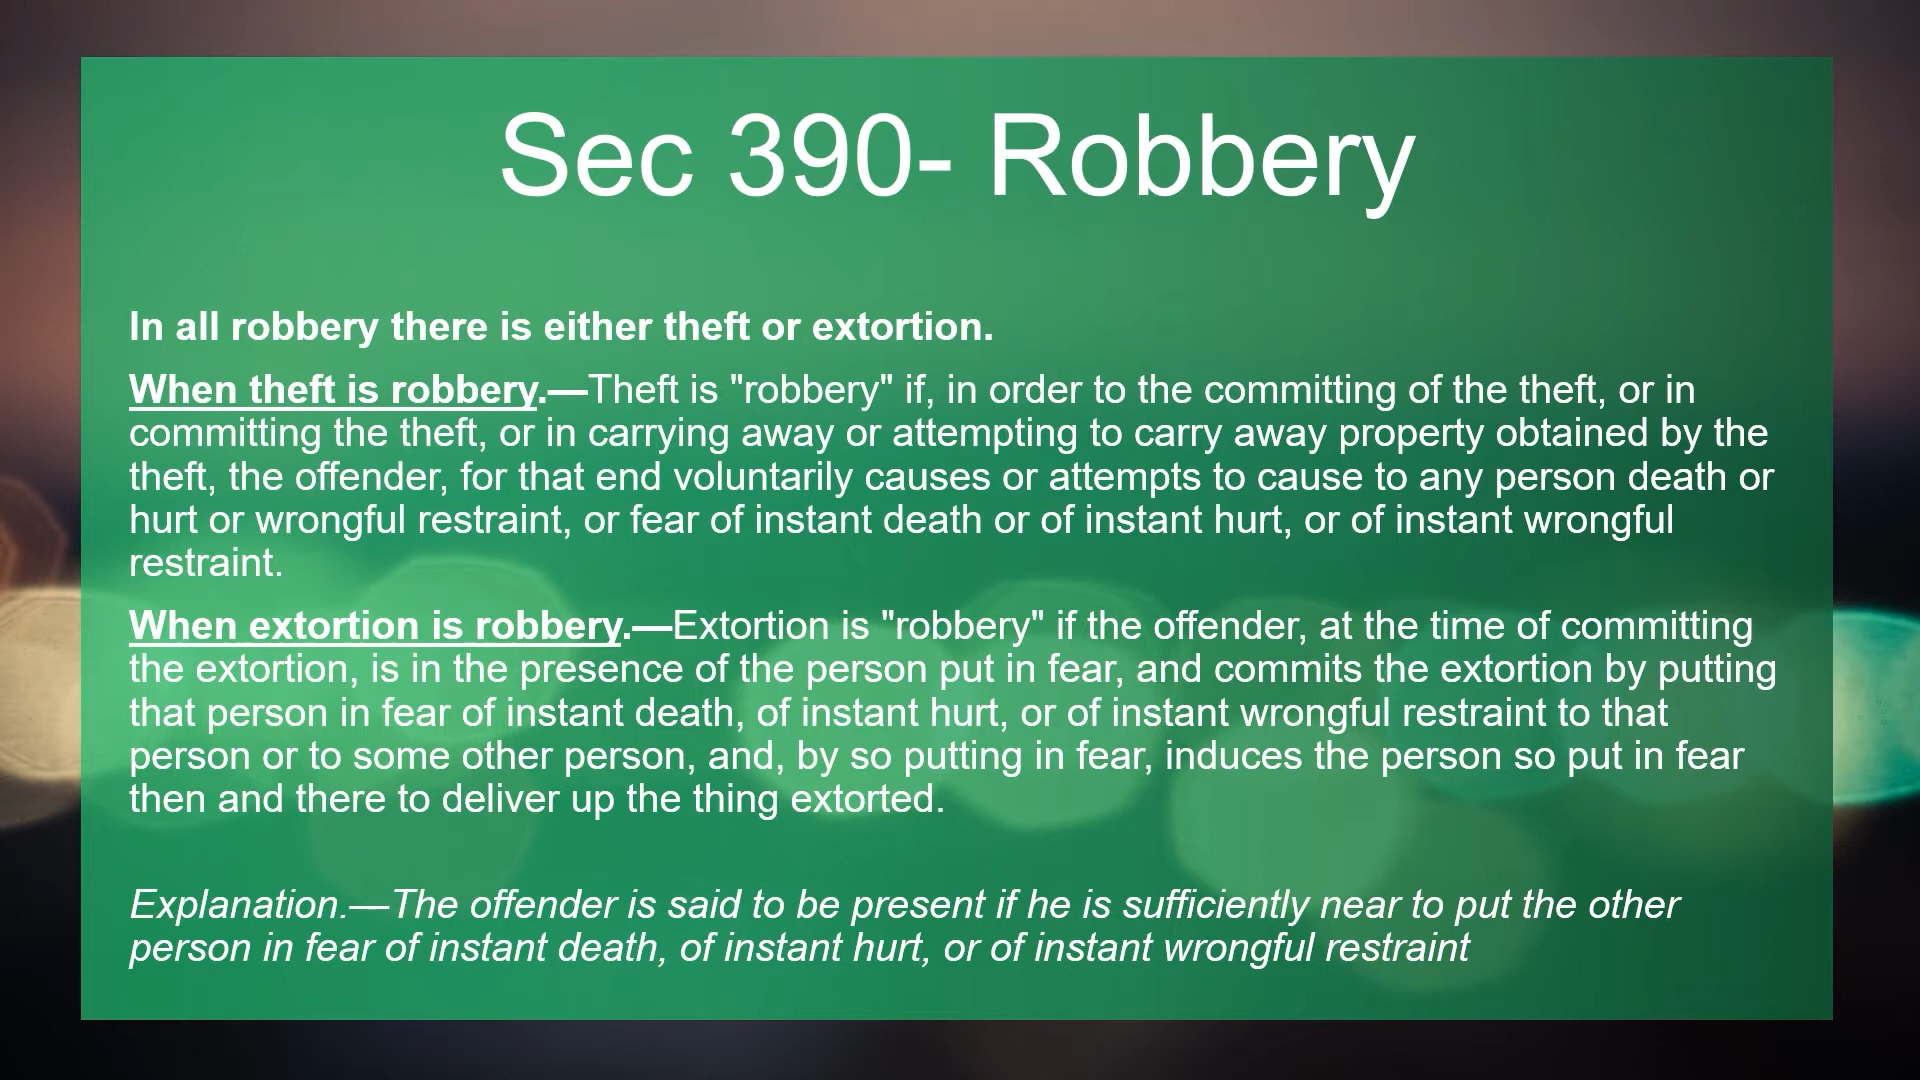 Sec 390- Robbery
In all robbery there is either theft or extortion.
When theft is robbery.—Theft is "robbery" if, in order to the committing of the theft, or in
committing the theft, or in carrying away or attempting to carry away property obtained by the
theft, the offender, for that end voluntarily causes or attempts to cause to any person death or
hurt or wrongful restraint, or fear of instant death or of instant hurt, or of instant wrongful
restraint.
When extortion is robbery.—Extortion is "robbery" if the offender, at the time of committing
the extortion, is in the presence of the person put in fear, and commits the extortion by putting
that person in fear of instant death, of instant hurt, or of instant wrongful restraint to that
person or to some other person, and, by so putting in fear, induces the person so put in fear
then and there to deliver up the thing extorted.
Explanation.—The offender is said to be present if he is sufficiently near to put the other
person in fear of instant death, of instant hurt, or of instant wrongful restraint